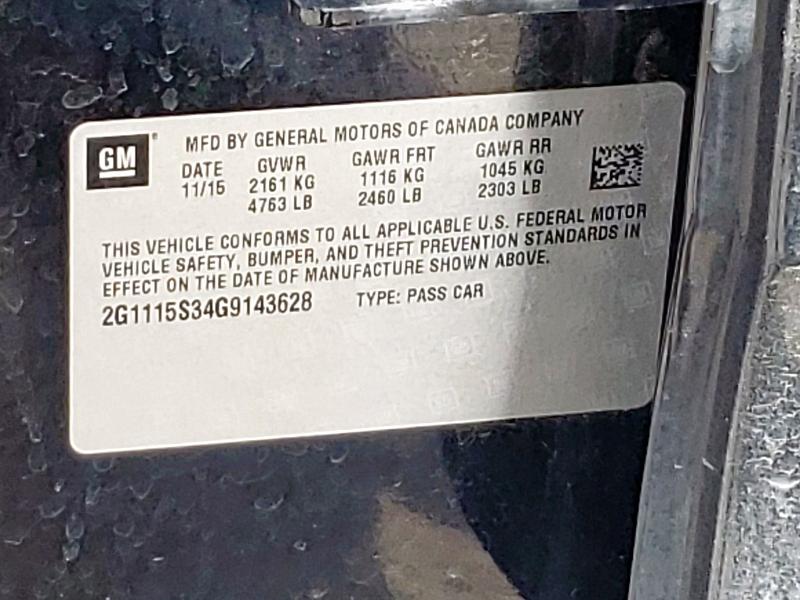 GM
MFD BY GENERAL MOTORS OF CANADA COMPANY
DATE GVWR GAWR FRT GAWR RR
11/15 2161 KG 1116 KG 1045 KG
4763 LB 2460 LB 2303 LB
THIS VEHICLE CONFORMS TO ALL APPLICABLE U.S. FEDERAL MOTOR
VEHICLE SAFETY, BUMPER, AND THEFT PREVENTION STANDARDS IN
EFFECT ON THE DATE OF MANUFACTURE SHOWN ABOVE.
2G1115S34G9143628 TYPE: PASS CAR